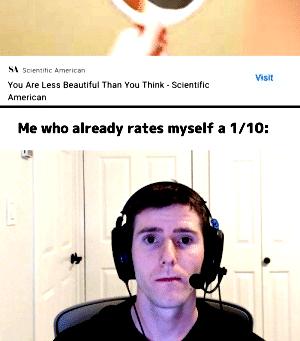 SA Scientific American
You Are Less Beautiful Than You Think - Scientific
American
Visit
Me who already rates myself a 1/10: